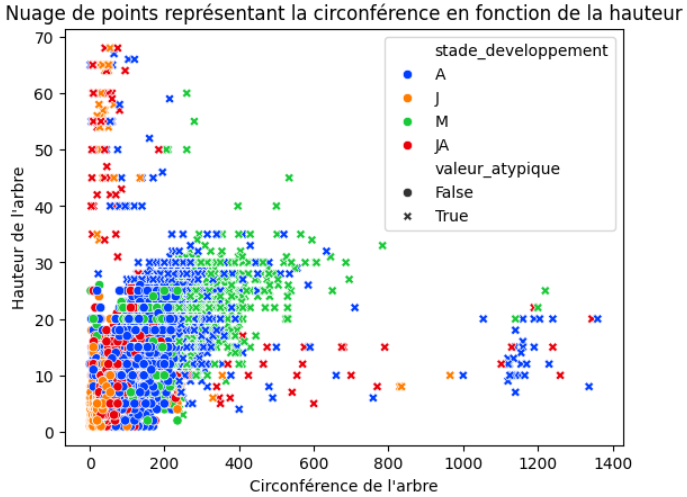 Nuage de points représentant la circonférence en fonction de la hauteur
70
60
50
40
30
20
10
0
Hauteur de l'arbre
stade_developpement
A
J
M
JA
valeur_atypique
False
True
0 200 400 600 800 1000 1200 1400
Circonférence de l'arbre